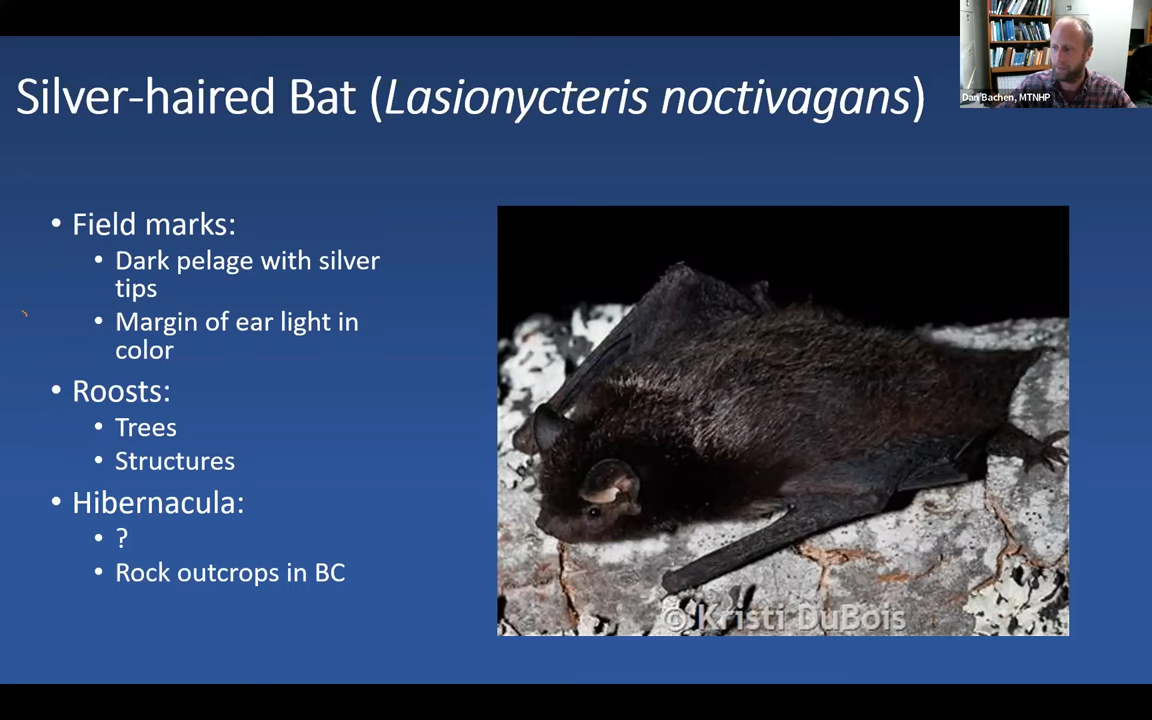 Silver-haired Bat (Lasionycteris noctivagans)
Dan Bachen, MTNHP
• Field marks:
• Dark pelage with silver
tips
• Margin of ear light in
color
• Roosts:
• Trees
• Structures
• Hibernacula:
• ?
• Rock outcrops in BC
© Kristi DuBois